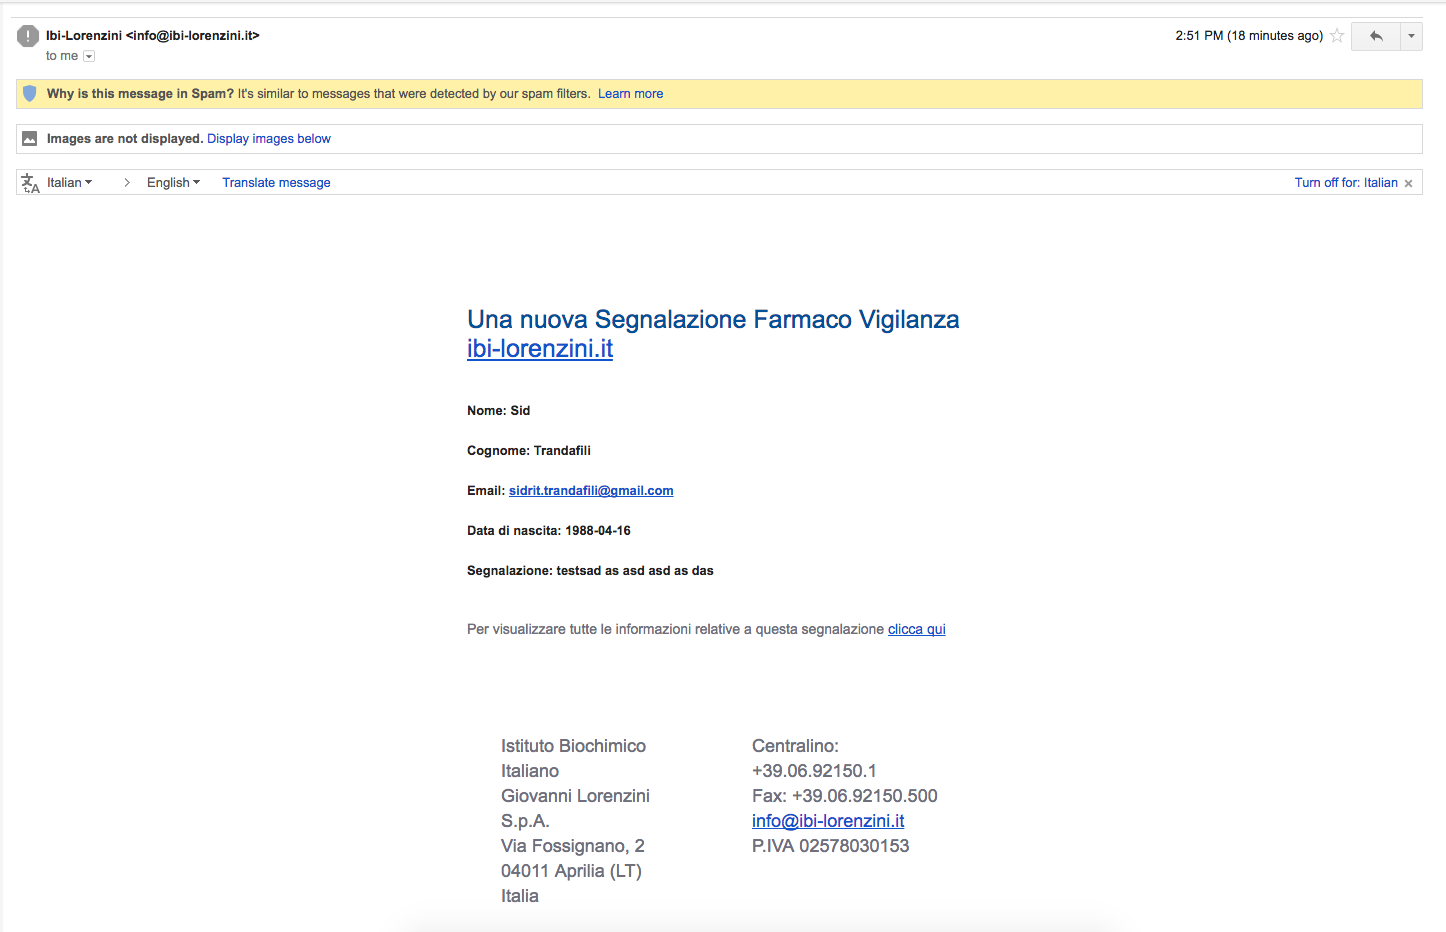 Ibi-Lorenzini <info@ibi-lorenzini.it>
2:51 PM (18 minutes ago)
to me
Why is this message in Spam? It's similar to messages that were detected by our spam filters. Learn more
Images are not displayed. Display images below
Italian > English Translate message
Turn off for: Italian ×
Una nuova Segnalazione Farmaco Vigilanza
ibi-lorenzini.it
Nome: Sid
Cognome: Trandafili
Email: sidrit.trandafili@gmail.com
Data di nascita: 1988-04-16
Segnalazione: testsad as asd asd as das
Per visualizzare tutte le informazioni relative a questa segnalazione clicca qui
Istituto Biochimico
Italiano
Giovanni Lorenzini
S.p.A.
Via Fossignano, 2
04011 Aprilia (LT)
Italia
Centralino:
+39.06.92150.1
Fax: +39.06.92150.500
info@ibi-lorenzini.it
P.IVA 02578030153